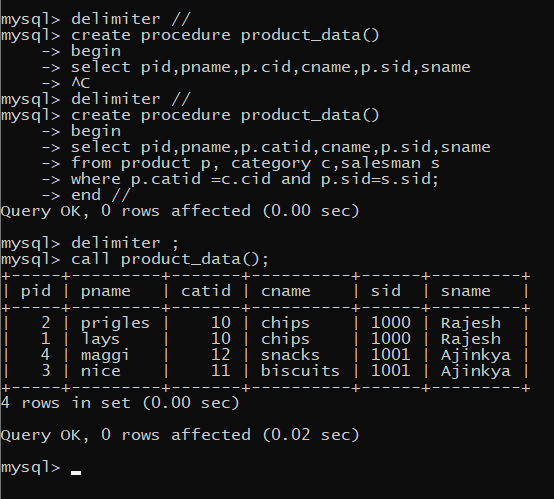 mysql> delimiter //
mysql> create procedure product_data()
    -> begin
    -> select pid,pname,p.cid,cname,p.sid,sname
    -> ^C
mysql> delimiter //
mysql> create procedure product_data()
    -> begin
    -> select pid,pname,p.catid,cname,p.sid,sname
    -> from product p, category c,salesman s
    -> where p.catid =c.cid and p.sid=s.sid;
    -> end //
Query OK, 0 rows affected (0.00 sec)

mysql> delimiter ;
mysql> call product_data();
+-----+---------+-------+----------+------+---------+
| pid | pname   | catid | cname    | sid  | sname   |
+-----+---------+-------+----------+------+---------+
|   2 | prigles |    10 | chips    | 1000 | Rajesh  |
|   1 | lays    |    10 | chips    | 1000 | Rajesh  |
|   4 | maggi   |    12 | snacks   | 1001 | Ajinkya |
|   3 | nice    |    11 | biscuits | 1001 | Ajinkya |
+-----+---------+-------+----------+------+---------+
4 rows in set (0.00 sec)

Query OK, 0 rows affected (0.02 sec)

mysql> _